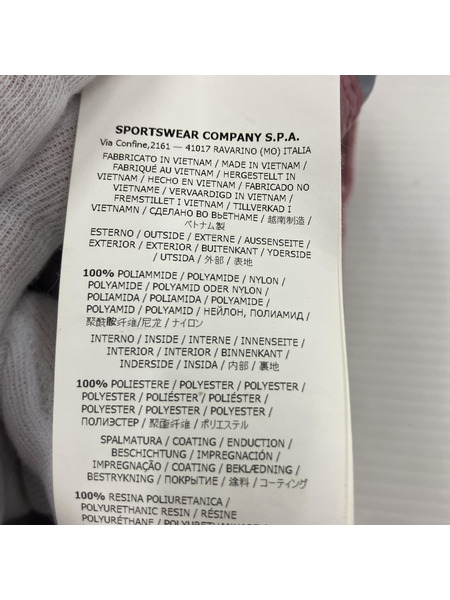 SPORTSWEAR COMPANY S.P.A.
Via Confine,2161 — 41017 RAVARINO (MO) ITALIA
FABBRICATO IN VIETNAM / MADE IN VIETNAM /
FABRIQUÉ AU VIETNAM / HERGESTELLT IN
VIETNAM / HECHO EN VIETNAM / FABRICADO NO
VIETNAME / VERVAARDIGD IN VIETNAM /
FREMSTILLET I VIETNAM / TILLVERKAD I
VIETNAMN / СДЕЛАНО ВО ВЬЕТНАМЕ / 越南制造 /
ベトナム製
ESTERNO / OUTSIDE / EXTERNE / AUSSENSEITE /
EXTERIOR / EXTERIOR / BUITENKANT / YDERSIDE
/ UTSIDA / 外部 / 表地
100% POLIAMMIDE / POLYAMIDE / NYLON /
POLYAMIDE / POLYAMID ODER NYLON /
POLIAMIDA / POLIAMIDA / POLYAMIDE /
POLYAMID / POLYAMID / НЕЙЛОН, ПОЛИАМИД /
聚酰胺纤维/尼龙 / ナイロン
INTERNO / INSIDE / INTERNE / INNENSEITE /
INTERIOR / INTERIOR / BINNENKANT /
INDERSIDE / INSIDA / 内部 / 裏地
100% POLIESTERE / POLYESTER / POLYESTER /
POLYESTER / POLIÉSTER / POLIÉSTER /
POLYESTER / POLYESTER / POLYESTER /
ПОЛИЭСТЕР / 聚酯纤维 / ポリエステル
SPALMATURA / COATING / ENDUCTION /
BESCHICHTUNG / IMPREGNACIÓN /
IMPREGNAÇÃO / COATING / BEKLÆDNING /
BESTRYKNING / ПОКРЫТИЕ / 涂料 / コーティング
100% RESINA POLIURETANICA /
POLYURETHANIC RESIN / RÉSINE